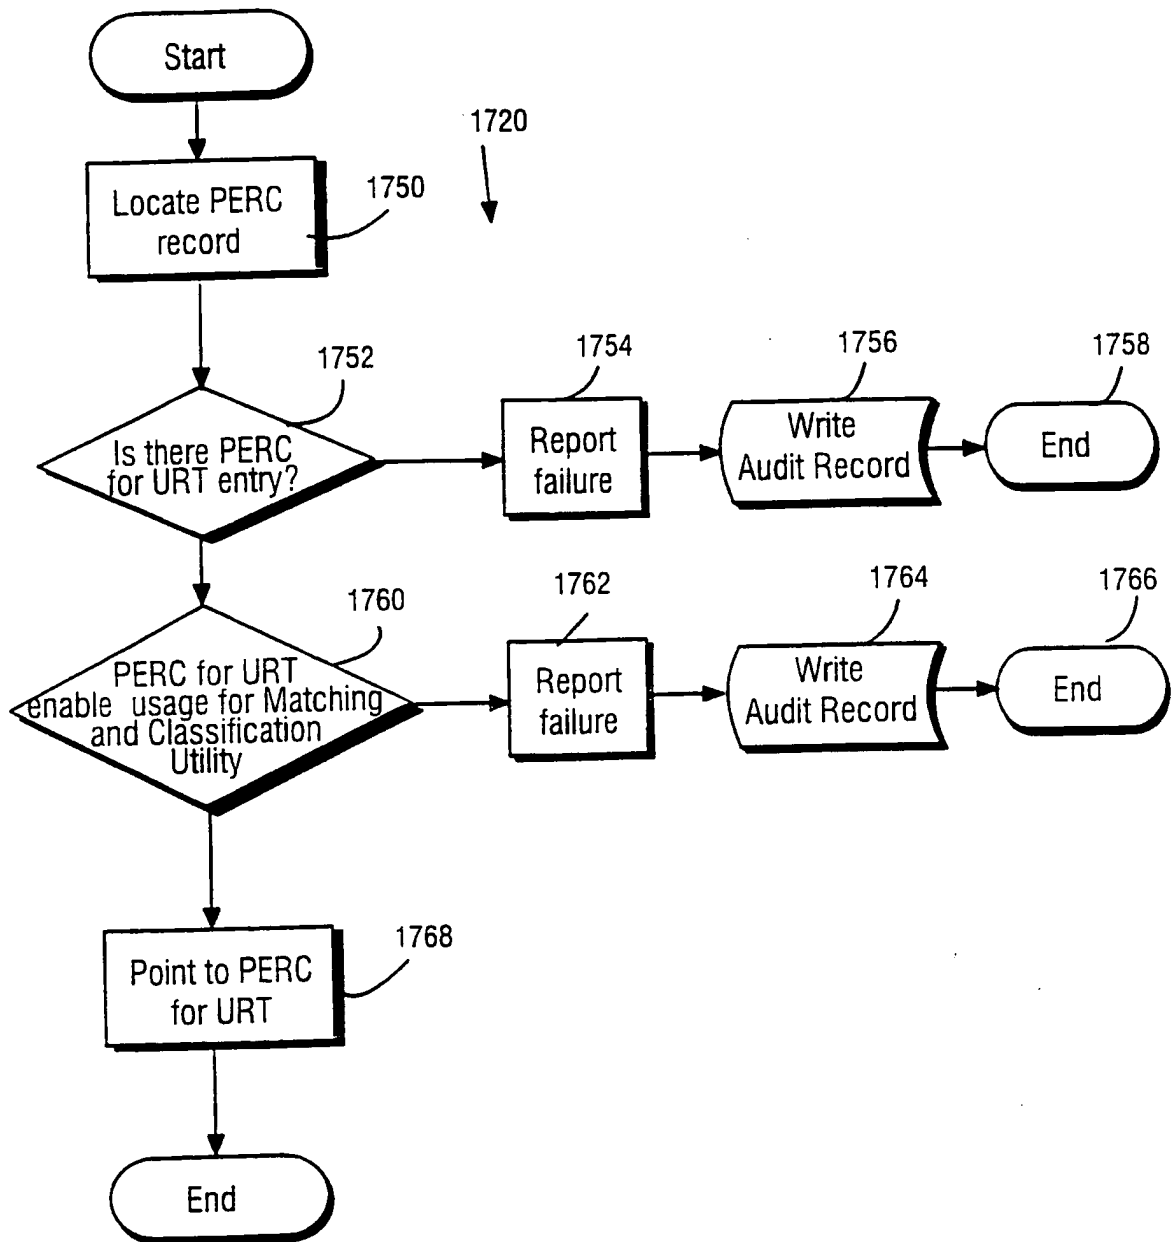 Start
1720
Locate PERC
record
1750
1752
Is there PERC
for URT entry?
1754
Report
failure
1756
Write
Audit Record
1758
End
1760
PERC for URT
enable usage for Matching
and Classification
Utility
1762
Report
failure
1764
Write
Audit Record
1766
End
1768
Point to PERC
for URT
End